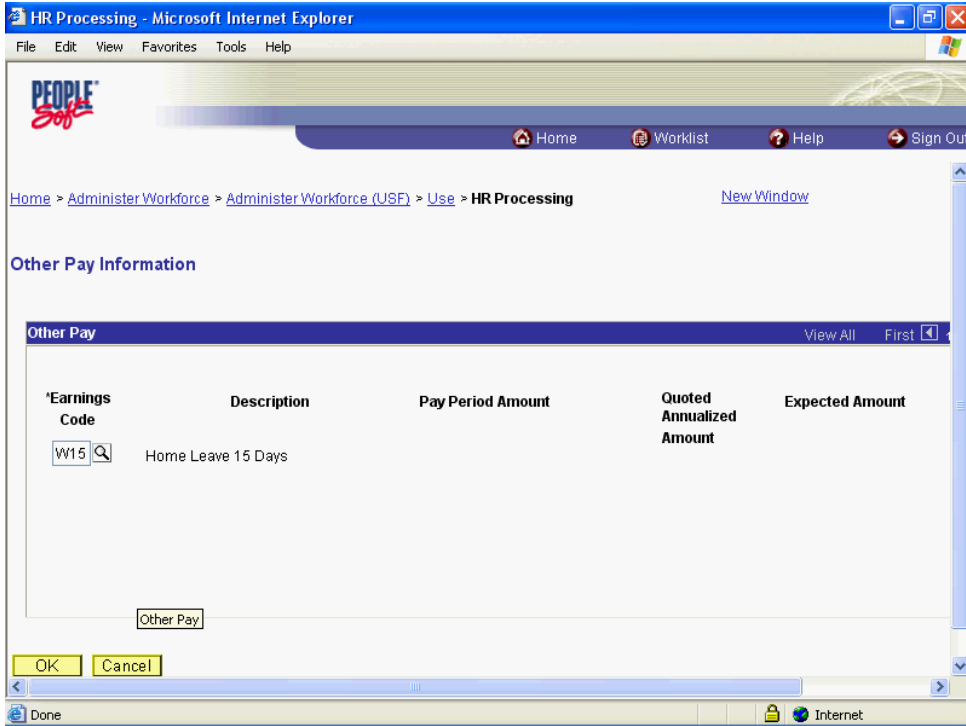 HR Processing - Microsoft Internet Explorer
File Edit View Favorites Tools Help
PEOPLE
Soft
Home Worklist Help Sign Out
Home > Administer Workforce > Administer Workforce (USF) > Use > HR Processing New Window
Other Pay Information
Other Pay View All First
*Earnings Code Description Pay Period Amount Quoted Annualized Amount Expected Amount
W15 Home Leave 15 Days
Other Pay
OK Cancel
Done Internet